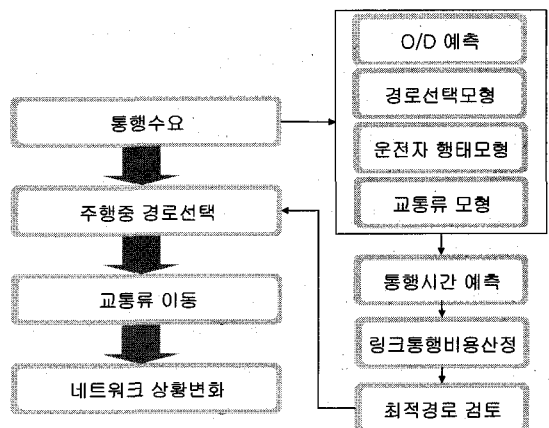 통행수요
주행중 경로선택
교통류 이동
네트워크 상황변화
O/D 예측
경로선택모형
운전자 행태모형
교통류 모형
통행시간 예측
링크통행비용산정
최적경로 검토